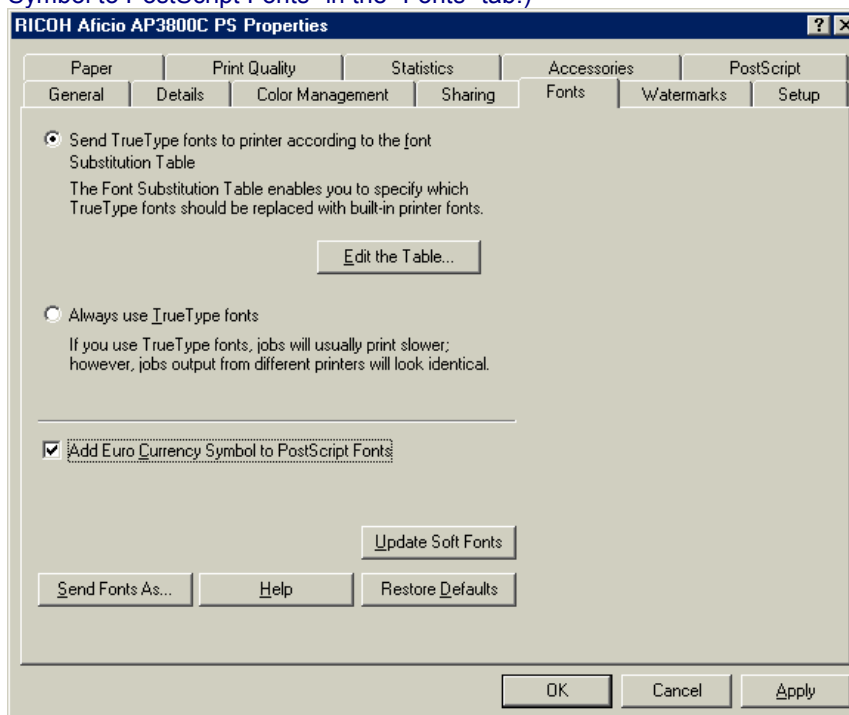 Symbol to PostScript Fonts" in the "Fonts" tab.)
RICOH Aficio AP3800C PS Properties
Paper Print Quality Statistics Accessories PostScript
General Details Color Management Sharing Fonts Watermarks Setup
Send TrueType fonts to printer according to the font
Substitution Table
The Font Substitution Table enables you to specify which
TrueType fonts should be replaced with built-in printer fonts.
Edit the Table...
Always use TrueType fonts
If you use TrueType fonts, jobs will usually print slower;
however, jobs output from different printers will look identical.
Add Euro Currency Symbol to PostScript Fonts
Update Soft Fonts
Send Fonts As... Help Restore Defaults
OK Cancel Apply